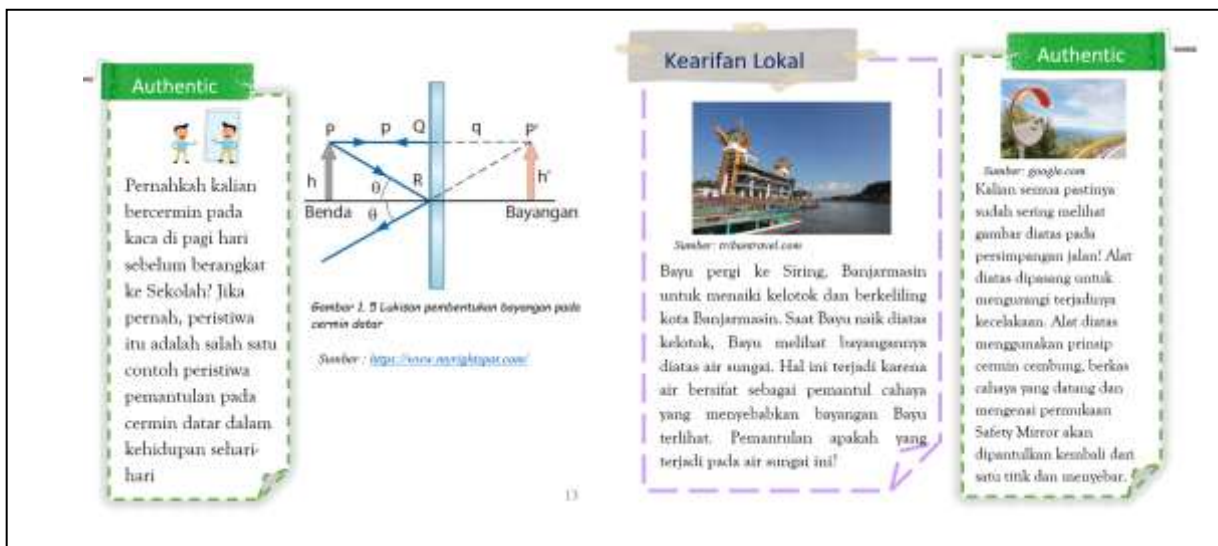 Authentic
Pernahkah kalian
bercermin pada
kaca di pagi hari
sebelum berangkat
ke Sekolah? Jika
pernah, peristiwa
itu adalah salah satu
contoh peristiwa
pemantulan pada
cermin datar dalam
kehidupan sehari-
hari
P p Q q P'
h θ R h'
θ
Benda Bayangan
Gambar 1. 5 Lukisan pembentukan bayangan pada
cermin datar
Sumber :
13
Kearifan Lokal
Sumber: tribuntravel.com
Bayu pergi ke Siring, Banjarmasin
untuk menaiki kelotok dan berkeliling
kota Banjarmasin. Saat Bayu naik diatas
kelotok, Bayu melihat bayangannya
diatas air sungai. Hal ini terjadi karena
air bersifat sebagai pemantul cahaya
yang menyebabkan bayangan Bayu
terlihat. Pemantulan apakah yang
terjadi pada air sungai ini?
Authentic
Sumber: google.com
Kalian semua pastinya
sudah sering melihat
gambar diatas pada
persimpangan jalan! Alat
diatas dipasang untuk
mengurangi terjadinya
kecelakaan. Alat diatas
menggunakan prinsip
cermin cembung, berkas
cahaya yang datang dan
mengenai permukaan
Safety Mirror akan
dipantulkan kembali dari
satu titik dan menyebar.